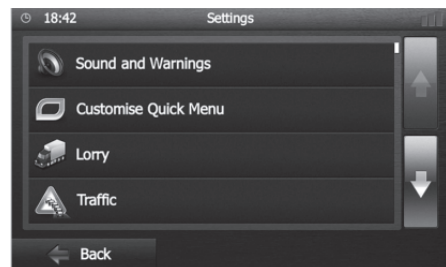 18:42 Settings
Sound and Warnings
Customise Quick Menu
Lorry
Traffic
Back